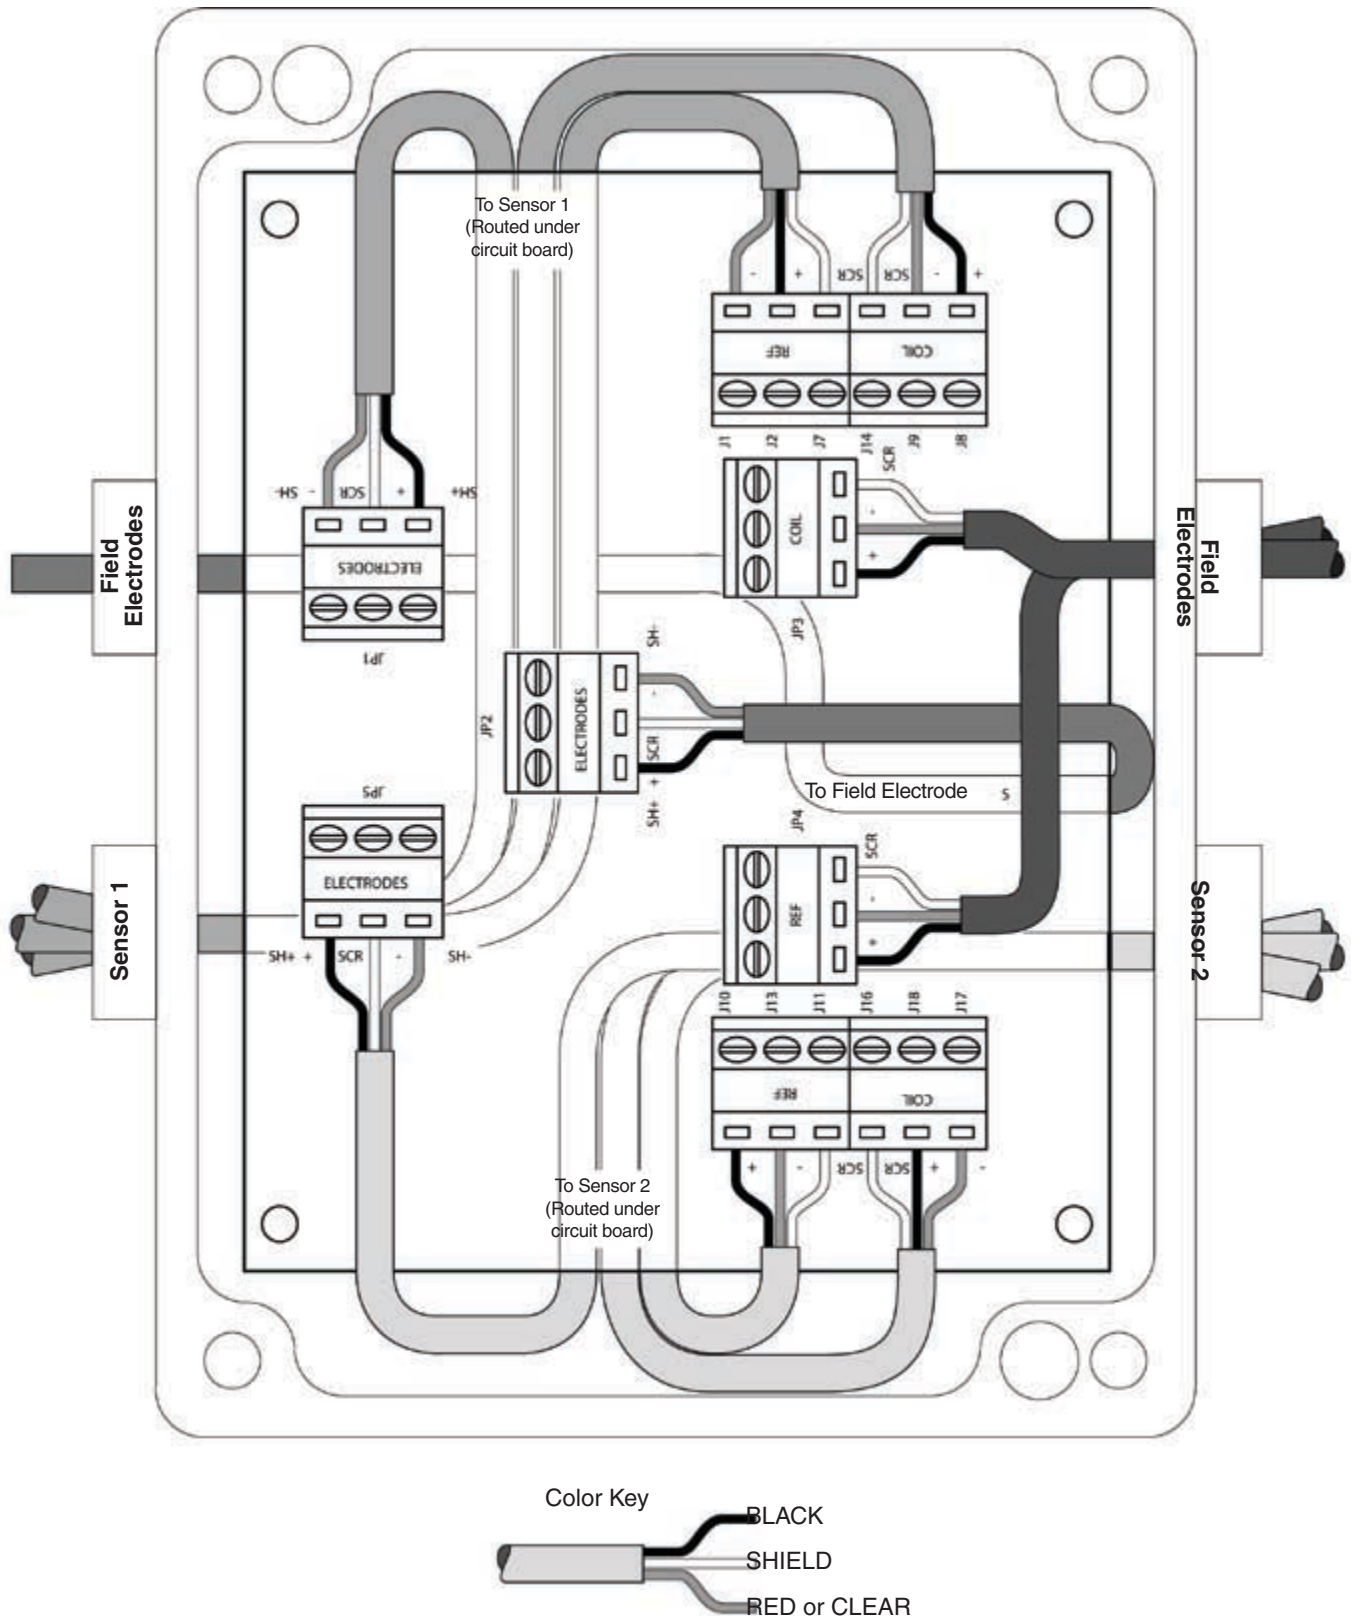 To Sensor 1
(Routed under
circuit board)
- + SCR SCR - +
REF COIL
J1 J2 J7 J14 J9 J8
SH- - SCR + SH+
ELECTRODES
JP1
Field
Electrodes
SCR
-
+
COIL
JP3
Field
Electrodes
SH-
-
SCR
+
SH+
ELECTRODES
JP2
To Field Electrode
S
JP5
ELECTRODES
SH+ + SCR - SH-
Sensor 1
JP4
SCR
-
+
REF
Sensor 2
J10 J13 J11 J16 J18 J17
REF COIL
+ - SCR SCR + -
To Sensor 2
(Routed under
circuit board)
Color Key
BLACK
SHIELD
RED or CLEAR